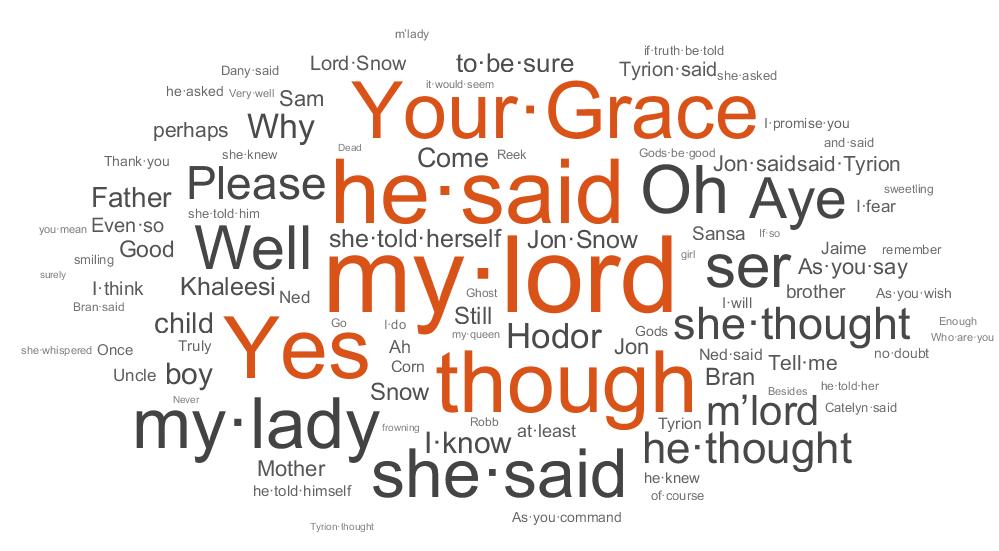 m'lady
if·truth·be·told
Lord·Snow
to·be·sure
Dany·said
Tyrion·said
she·asked
it·would·seem
he·asked
Very·well
Sam
Your·Grace
perhaps
Why
I·promise·you
and·said
Dead
Thank·you
she·knew
Come
Reek
Gods·be·good
Jon·said
said·Tyrion
Father
Please
he·said
Oh
Aye
sweetling
I·fear
she·told·him
you·mean
Even·so
Well
she·told·herself
Jon·Snow
Sansa
If·so
Good
smiling
my·lord
girl
ser
Jaime
remember
As·you·say
surely
I·think
Khaleesi
Ned
Ghost
brother
As·you·wish
Bran·said
I·will
child
Yes
Go
I·do
Still
my·queen
Hodor
Gods
she·thought
Enough
Who·are·you
she·whispered
Once
Truly
Ah
Jon
Ned·said
Tell·me
no·doubt
Uncle
boy
Corn
though
Bran
Never
Snow
Besides
he·told·her
my·lady
frowning
m’lord
Catelyn·said
Robb
at·least
Tyrion
I·know
he·thought
Mother
she·said
he·told·himself
he·knew
of·course
As·you·command
Tyrion·thought